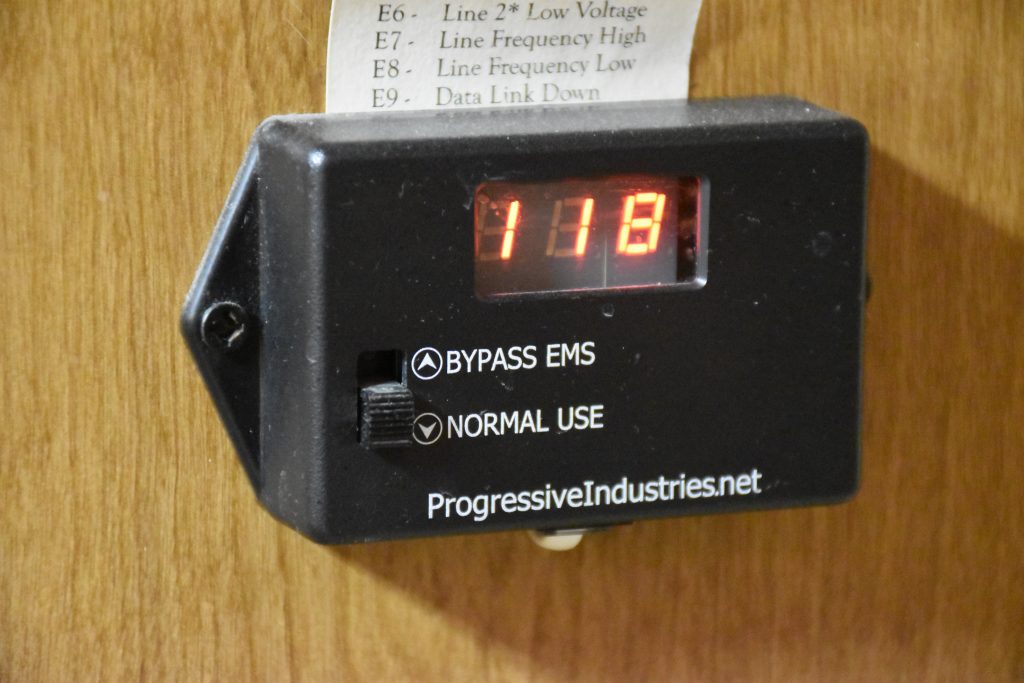 E6 - Line 2* Low Voltage
E7 - Line Frequency High
E8 - Line Frequency Low
E9 - Data Link Down
118
BYPASS EMS
NORMAL USE
ProgressiveIndustries.net